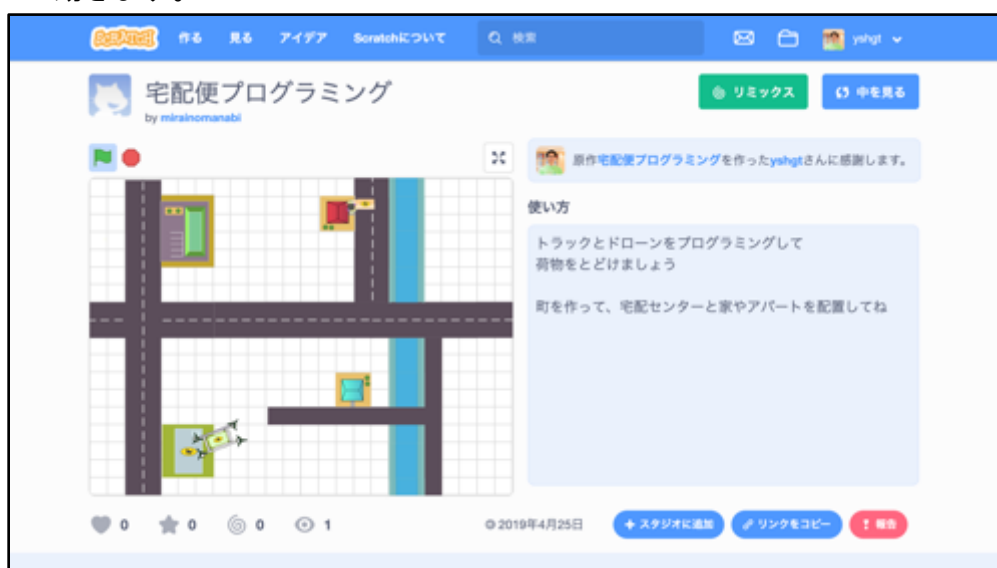 SCRATCH
作る
見る
アイデア
Scratchについて
検索
yshgt
宅配便プログラミング
by mirainomanabi
リミックス
中を見る
原作宅配便プログラミングを作ったyshgtさんに感謝します。
使い方
トラックとドローンをプログラミングして
荷物をとどけましょう
町を作って、宅配センターと家やアパートを配置してね
0
0
0
1
© 2019年4月25日
スタジオに追加
リンクをコピー
報告